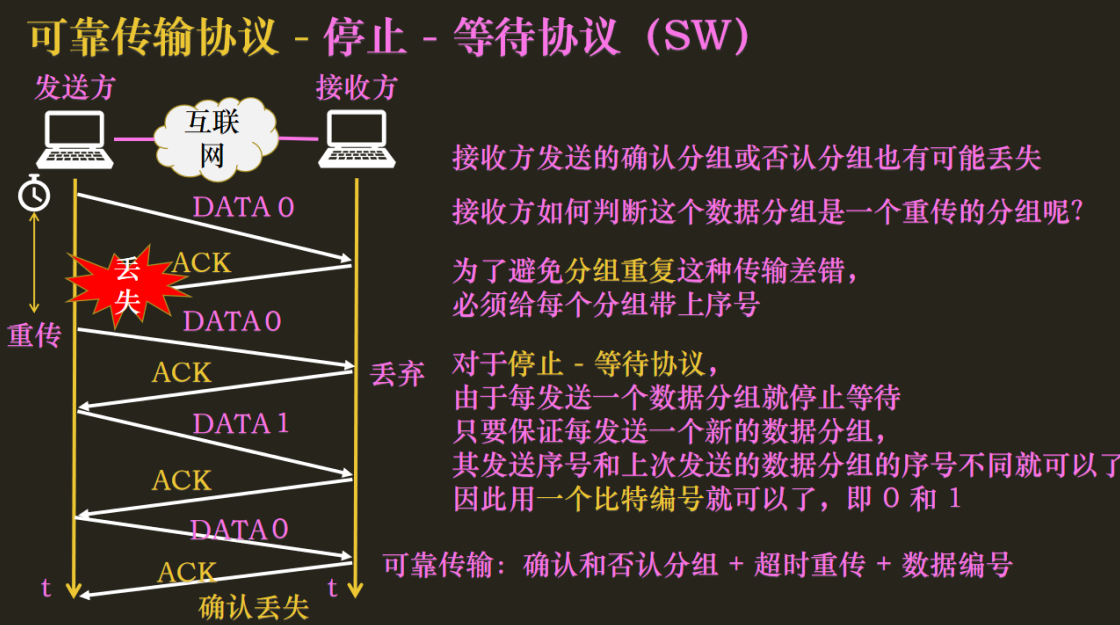 可靠传输协议 - 停止 - 等待协议（SW）
发送方
接收方
互联
网
DATA 0
ACK
丢
失
重传
DATA0
ACK
丢弃
DATA 1
ACK
DATA0
ACK
t
t
确认丢失
接收方发送的确认分组或否认分组也有可能丢失
接收方如何判断这个数据分组是一个重传的分组呢？
为了避免分组重复这种传输差错，
必须给每个分组带上序号
对于停止 - 等待协议，
由于每发送一个数据分组就停止等待
只要保证每发送一个新的数据分组，
其发送序号和上次发送的数据分组的序号不同就可以了
因此用一个比特编号就可以了，即 0 和 1
可靠传输：确认和否认分组 + 超时重传 + 数据编号